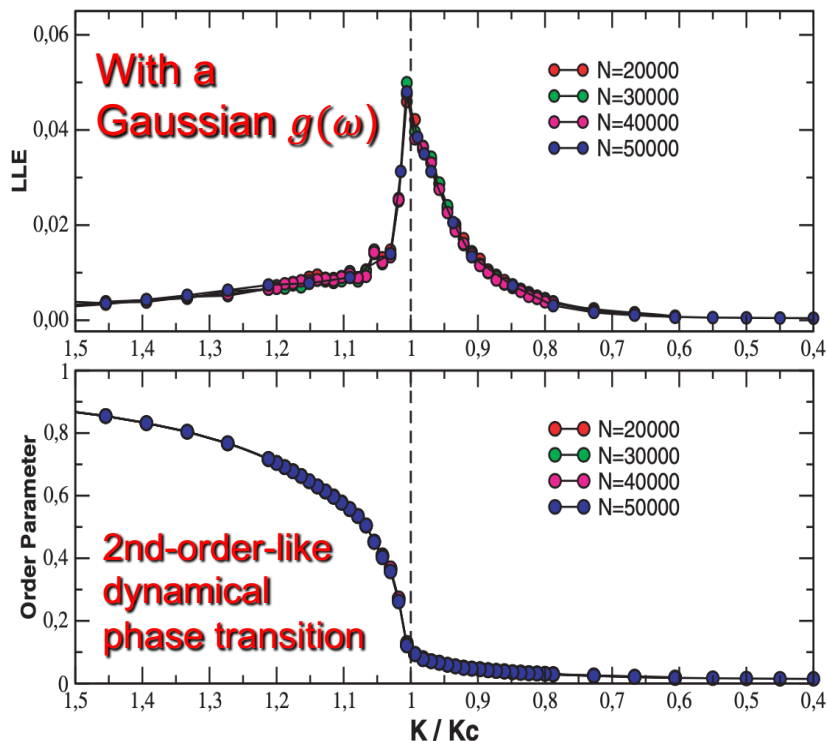 0,06
With a
Gaussian g(ω)
N=20000
N=30000
N=40000
N=50000
0,04
LLE
0,02
0,00
1,5 1,4 1,3 1,2 1,1 1 0,9 0,8 0,7 0,6 0,5 0,4
1
0,8
N=20000
N=30000
N=40000
N=50000
0,6
Order Parameter
2nd-order-like
dynamical
phase transition
0,4
0,2
0
1,5 1,4 1,3 1,2 1,1 1 0,9 0,8 0,7 0,6 0,5 0,4
K / Kc